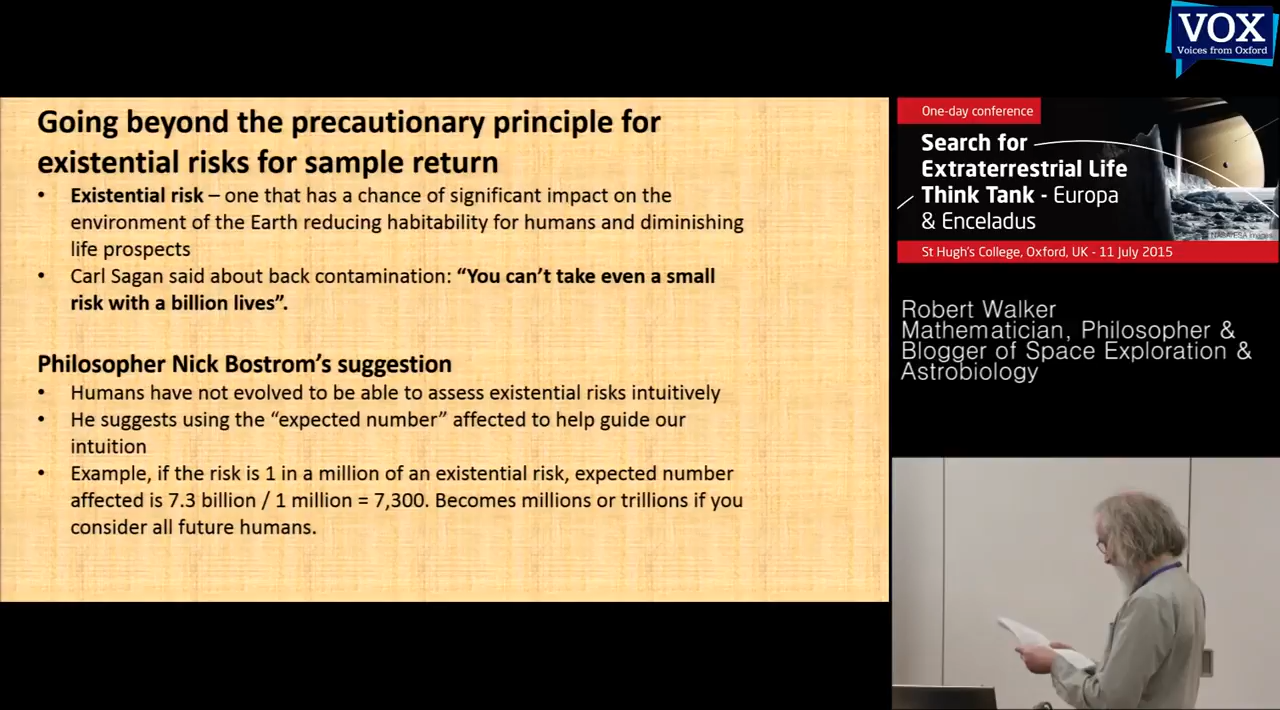 VOX
Voices from Oxford
Going beyond the precautionary principle for
existential risks for sample return
• Existential risk – one that has a chance of significant impact on the
environment of the Earth reducing habitability for humans and diminishing
life prospects
• Carl Sagan said about back contamination: “You can’t take even a small
risk with a billion lives”.
Philosopher Nick Bostrom’s suggestion
• Humans have not evolved to be able to assess existential risks intuitively
• He suggests using the “expected number” affected to help guide our
intuition
• Example, if the risk is 1 in a million of an existential risk, expected number
affected is 7.3 billion / 1 million = 7,300. Becomes millions or trillions if you
consider all future humans.
One-day conference
Search for
Extraterrestrial Life
Think Tank - Europa
& Enceladus
St Hugh's College, Oxford, UK - 11 July 2015
Robert Walker
Mathematician, Philosopher &
Blogger of Space Exploration &
Astrobiology